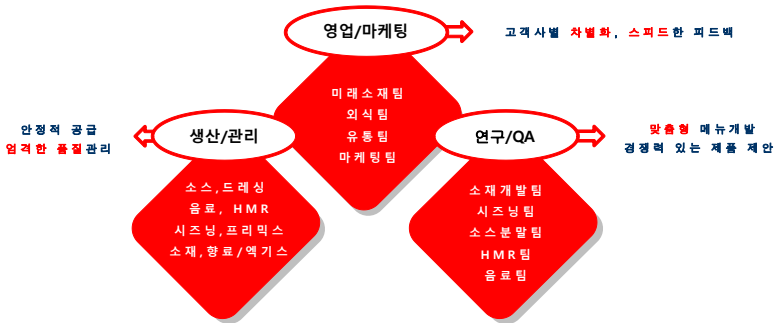 영업/마케팅
고객사별 차별화, 스피드한 피드백
미래소재팀
외식팀
유통팀
마케팅팀
생산/관리
안정적 공급
엄격한 품질관리
소스,드레싱
음료, HMR
시즈닝,프리믹스
소재,향료/엑기스
연구/QA
맞춤형 메뉴개발
경쟁력 있는 제품 제안
소재개발팀
시즈닝팀
소스분말팀
HMR팀
음료팀